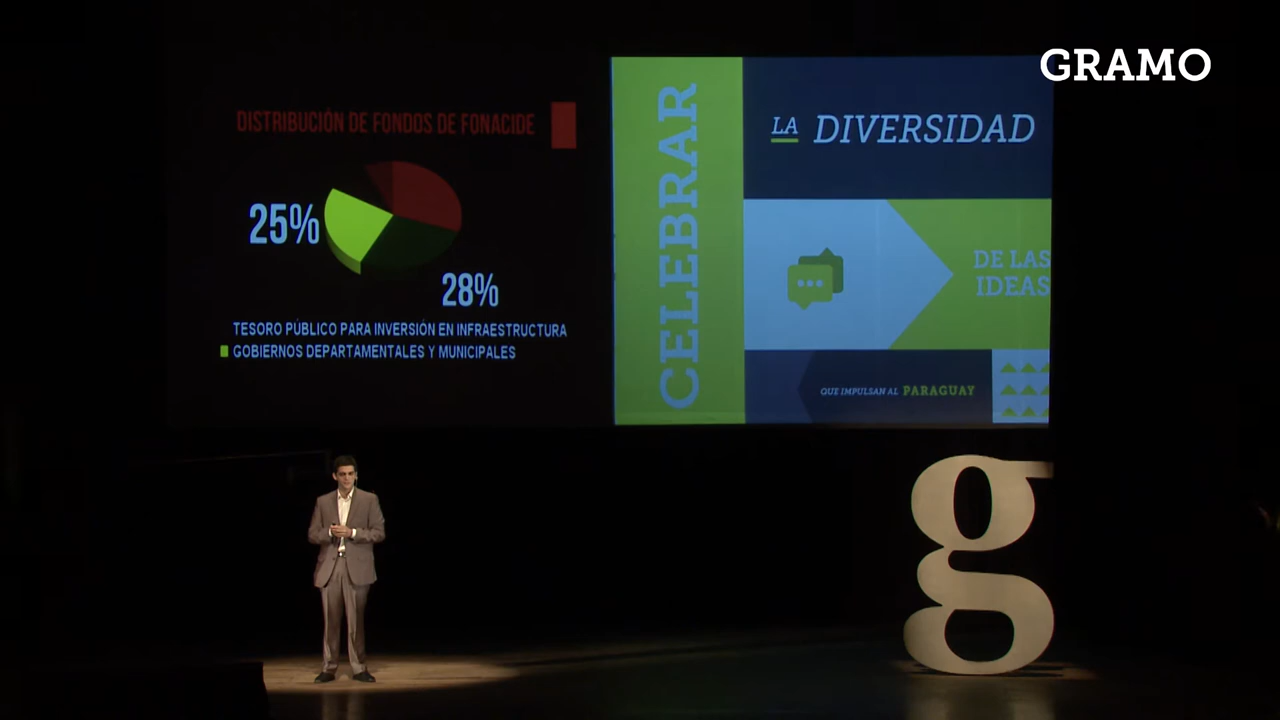 GRAMO
DISTRIBUCIÓN DE FONDOS DE FONACIDE
25%
28%
TESORO PÚBLICO PARA INVERSIÓN EN INFRAESTRUCTURA
GOBIERNOS DEPARTAMENTALES Y MUNICIPALES
CELEBRAR
LA DIVERSIDAD
DE LAS
IDEAS
QUE IMPULSAN AL PARAGUAY
g